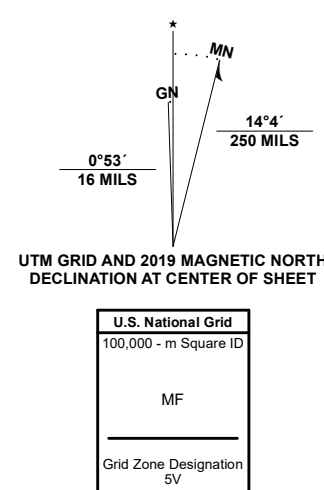 ★
MN
GN
14°4´
250 MILS
0°53´
16 MILS
UTM GRID AND 2019 MAGNETIC NORTH
DECLINATION AT CENTER OF SHEET
U.S. National Grid
100,000 - m Square ID
MF
Grid Zone Designation
5V